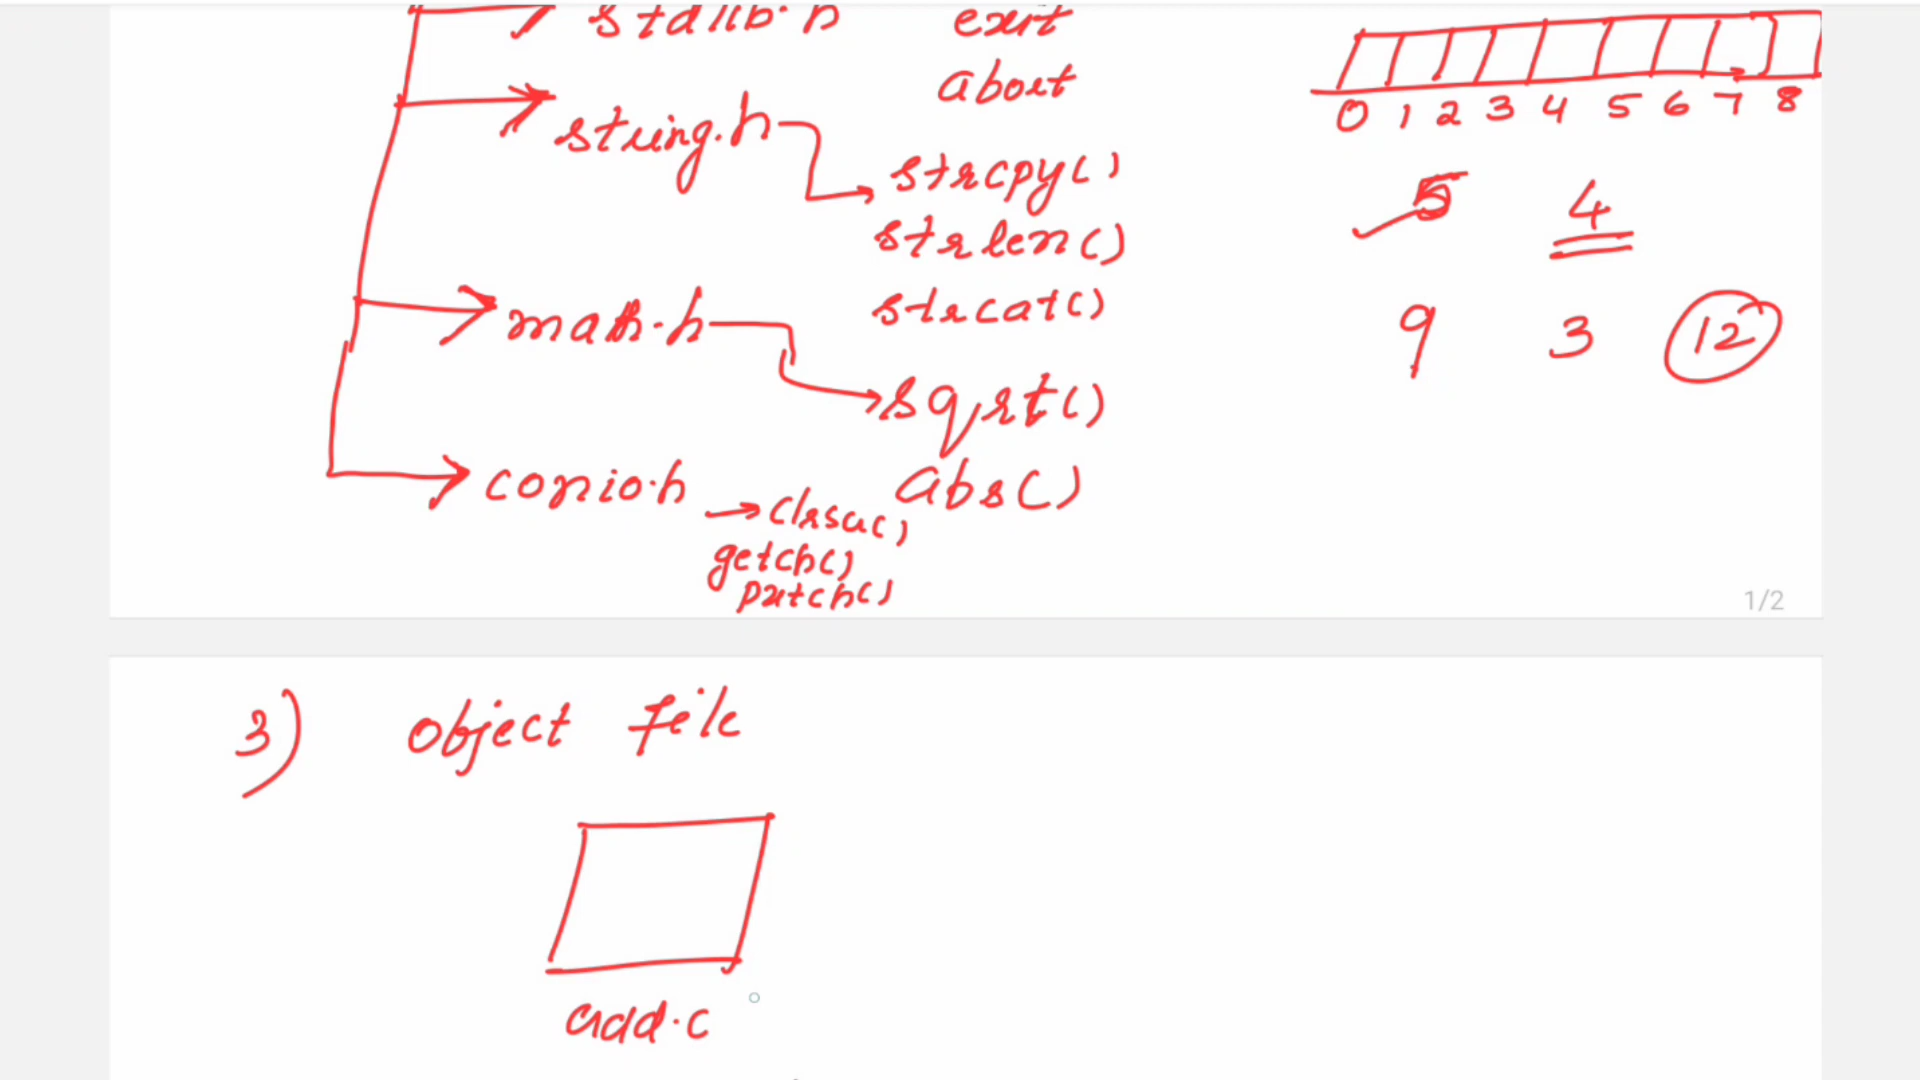 stdlib.h exit
abort
string.h
strcpy()
strlen()
strcat()
math.h
sqrt()
abs()
conio.h
clrscr()
getch()
putch()
0 1 2 3 4 5 6 7 8
5 4
9 3 12
1/2
3) Object file
add.c